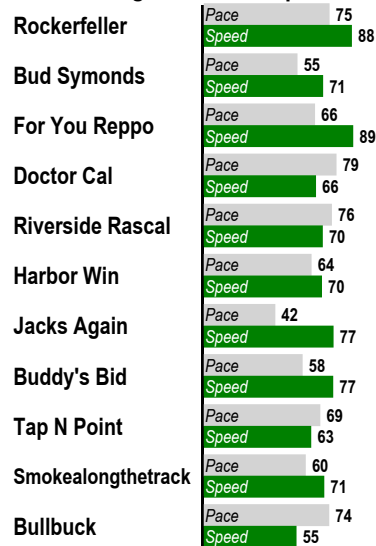 Rockerfeller
Pace 75
Speed 88
Bud Symonds
Pace 55
Speed 71
For You Reppo
Pace 66
Speed 89
Doctor Cal
Pace 79
Speed 66
Riverside Rascal
Pace 76
Speed 70
Harbor Win
Pace 64
Speed 70
Jacks Again
Pace 42
Speed 77
Buddy's Bid
Pace 58
Speed 77
Tap N Point
Pace 69
Speed 63
Smokealongthetrack
Pace 60
Speed 71
Bullbuck
Pace 74
Speed 55